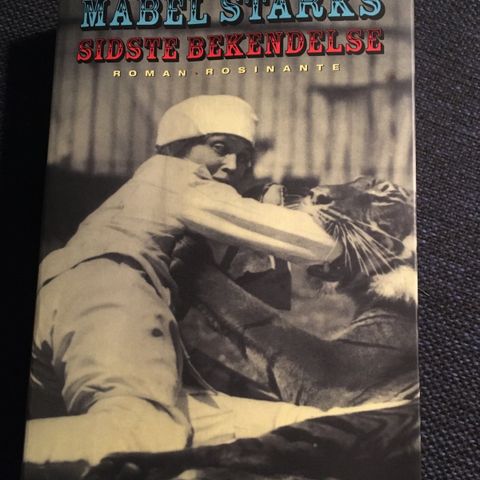 MABEL STARKS
SIDSTE BEKENDELSE
ROMAN · ROSINANTE